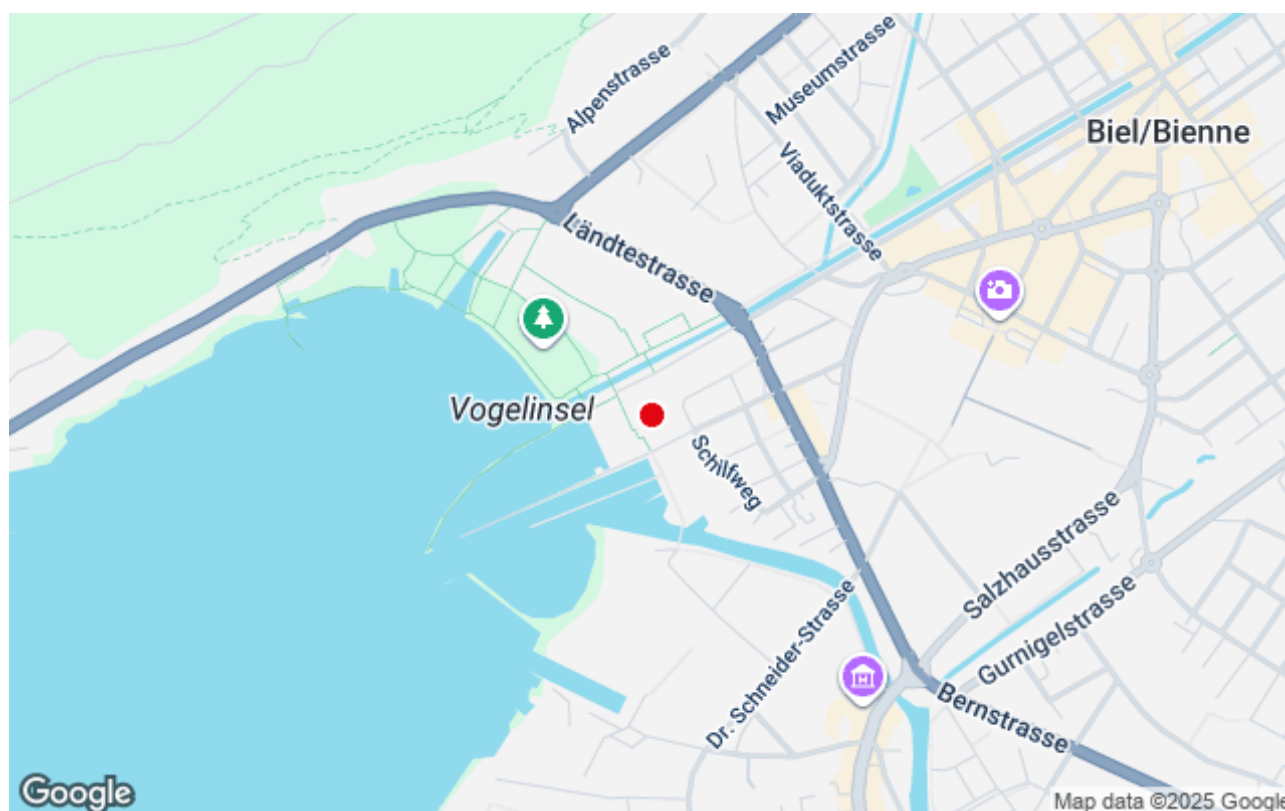 Alpenstrasse
Museumstrasse
Biel/Bienne
Viaduktstrasse
Ländtestrasse
Vogelinsel
Schilfweg
Salzhausstrasse
Gurnigelstrasse
Dr. Schneider-Strasse
Bernstrasse
Google
Map data ©2025 Google